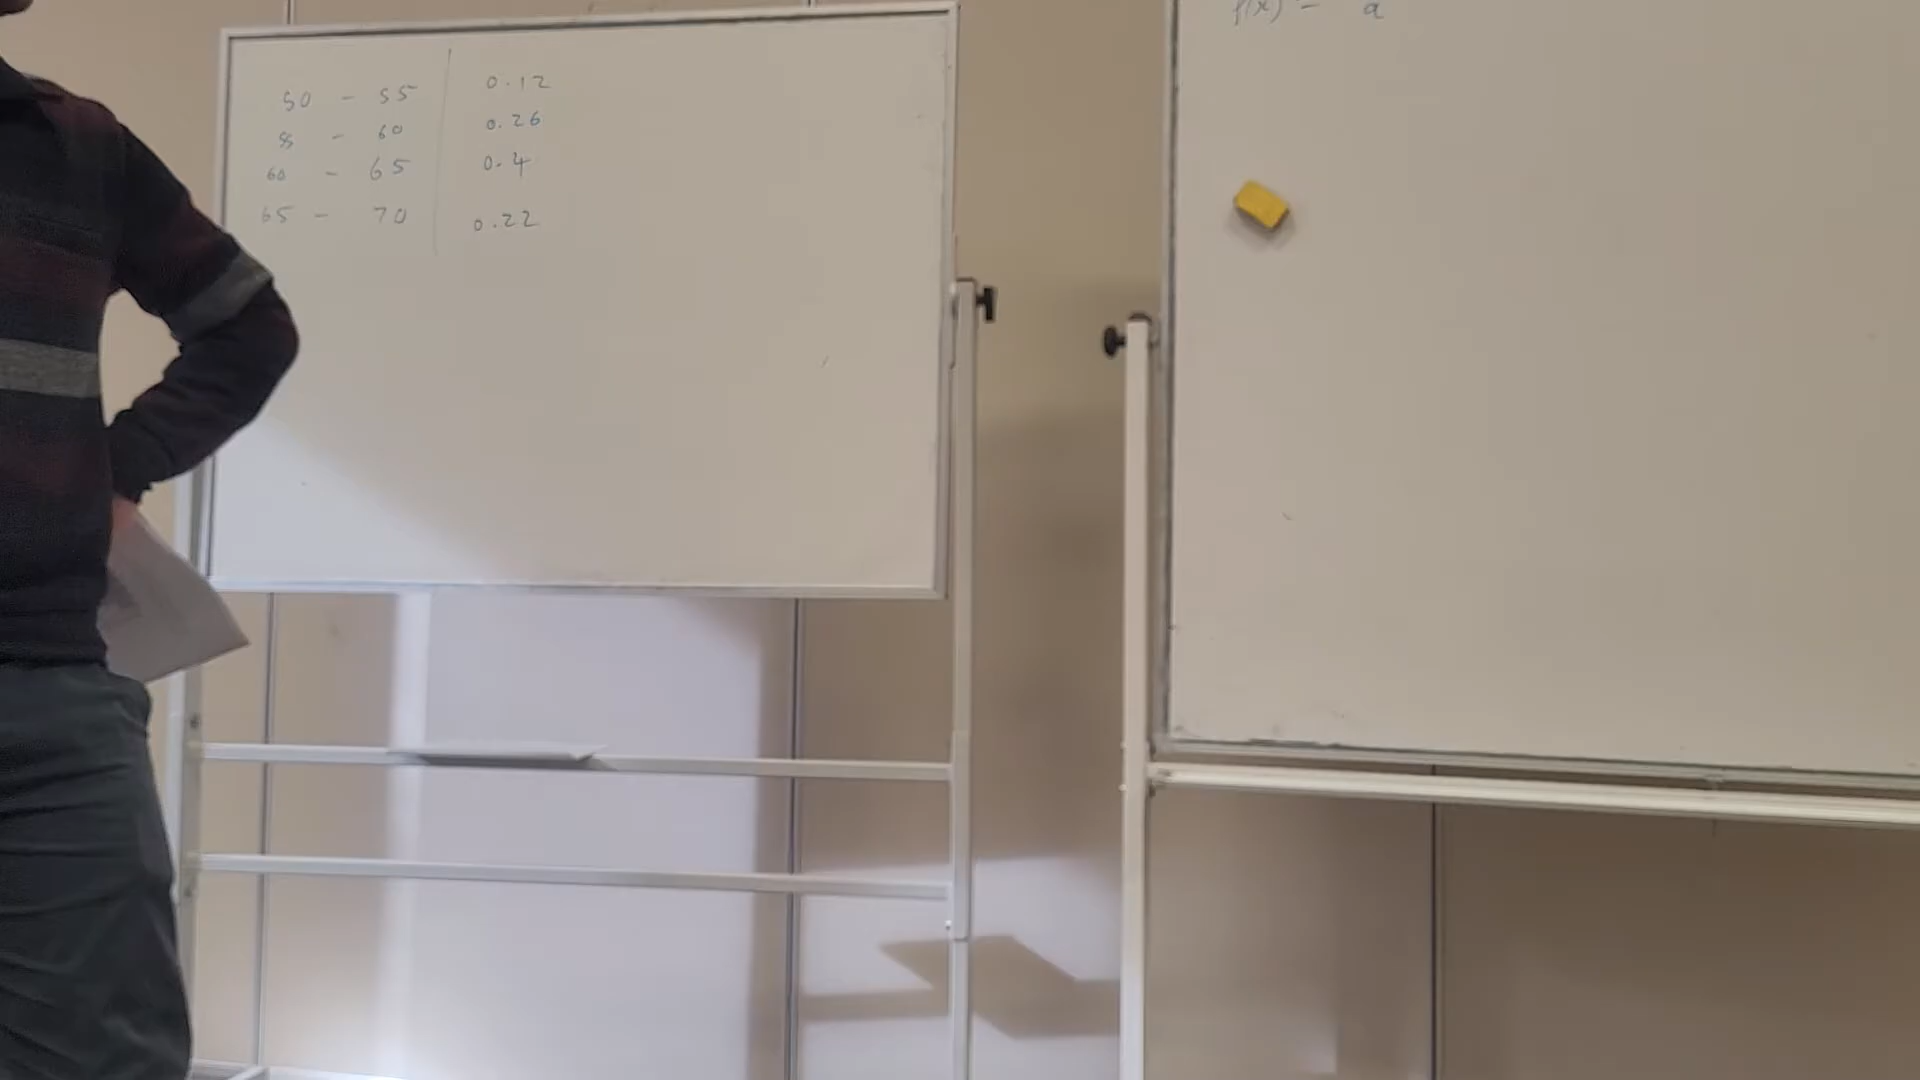 50 - 55 0.12
55 - 60 0.26
60 - 65 0.4
65 - 70 0.22
f(x) = a